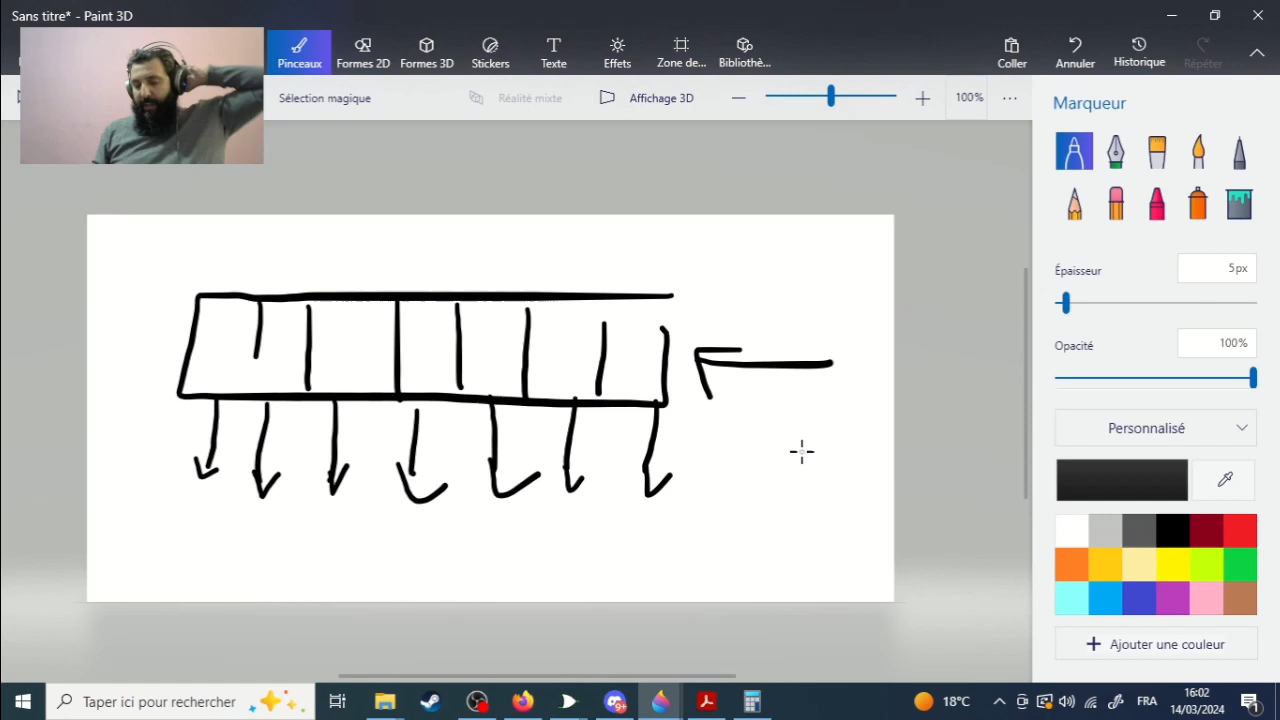 Sans titre* - Paint 3D
Pinceaux
Formes 2D
Formes 3D
Stickers
Texte
Effets
Zone de...
Bibliothè...
Coller
Annuler
Historique
Répéter
Sélection magique
Réalité mixte
Affichage 3D
100%
Marqueur
Épaisseur
5px
Opacité
100%
Personnalisé
Ajouter une couleur
Taper ici pour rechercher
9+
18°C
FRA
16:02
14/03/2024
1